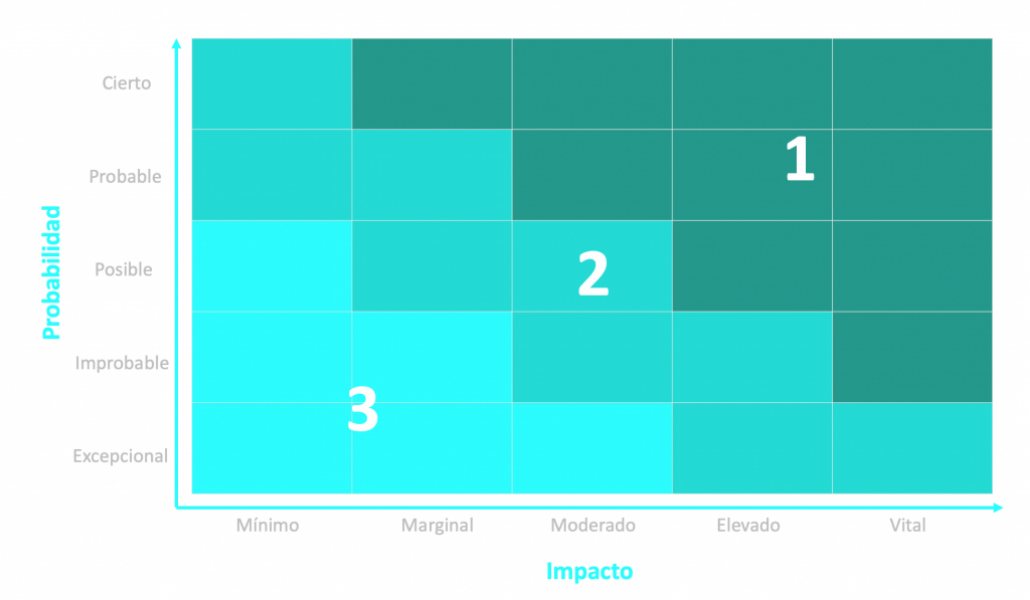 Cierto
1
Probable
Probabilidad
Posible
2
Improbable
3
Excepcional
Mínimo
Marginal
Moderado
Elevado
Vital
Impacto